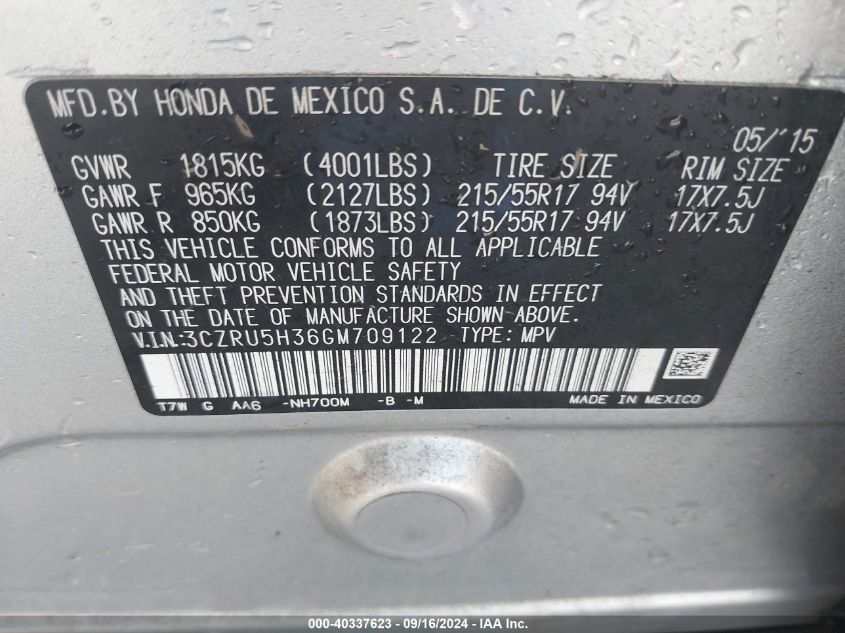 MFD.BY HONDA DE MEXICO S.A. DE C.V.
05/'15
GVWR 1815KG (4001LBS) TIRE SIZE RIM SIZE
GAWR F 965KG (2127LBS) 215/55R17 94V 17X7.5J
GAWR R 850KG (1873LBS) 215/55R17 94V 17X7.5J
THIS VEHICLE CONFORMS TO ALL APPLICABLE
FEDERAL MOTOR VEHICLE SAFETY
AND THEFT PREVENTION STANDARDS IN EFFECT
ON THE DATE OF MANUFACTURE SHOWN ABOVE.
V.I.N.:3CZRU5H36GM709122 TYPE: MPV
T7W G AA6 -NH700M -B -M MADE IN MEXICO
000-40337623 - 09/16/2024 - IAA Inc.